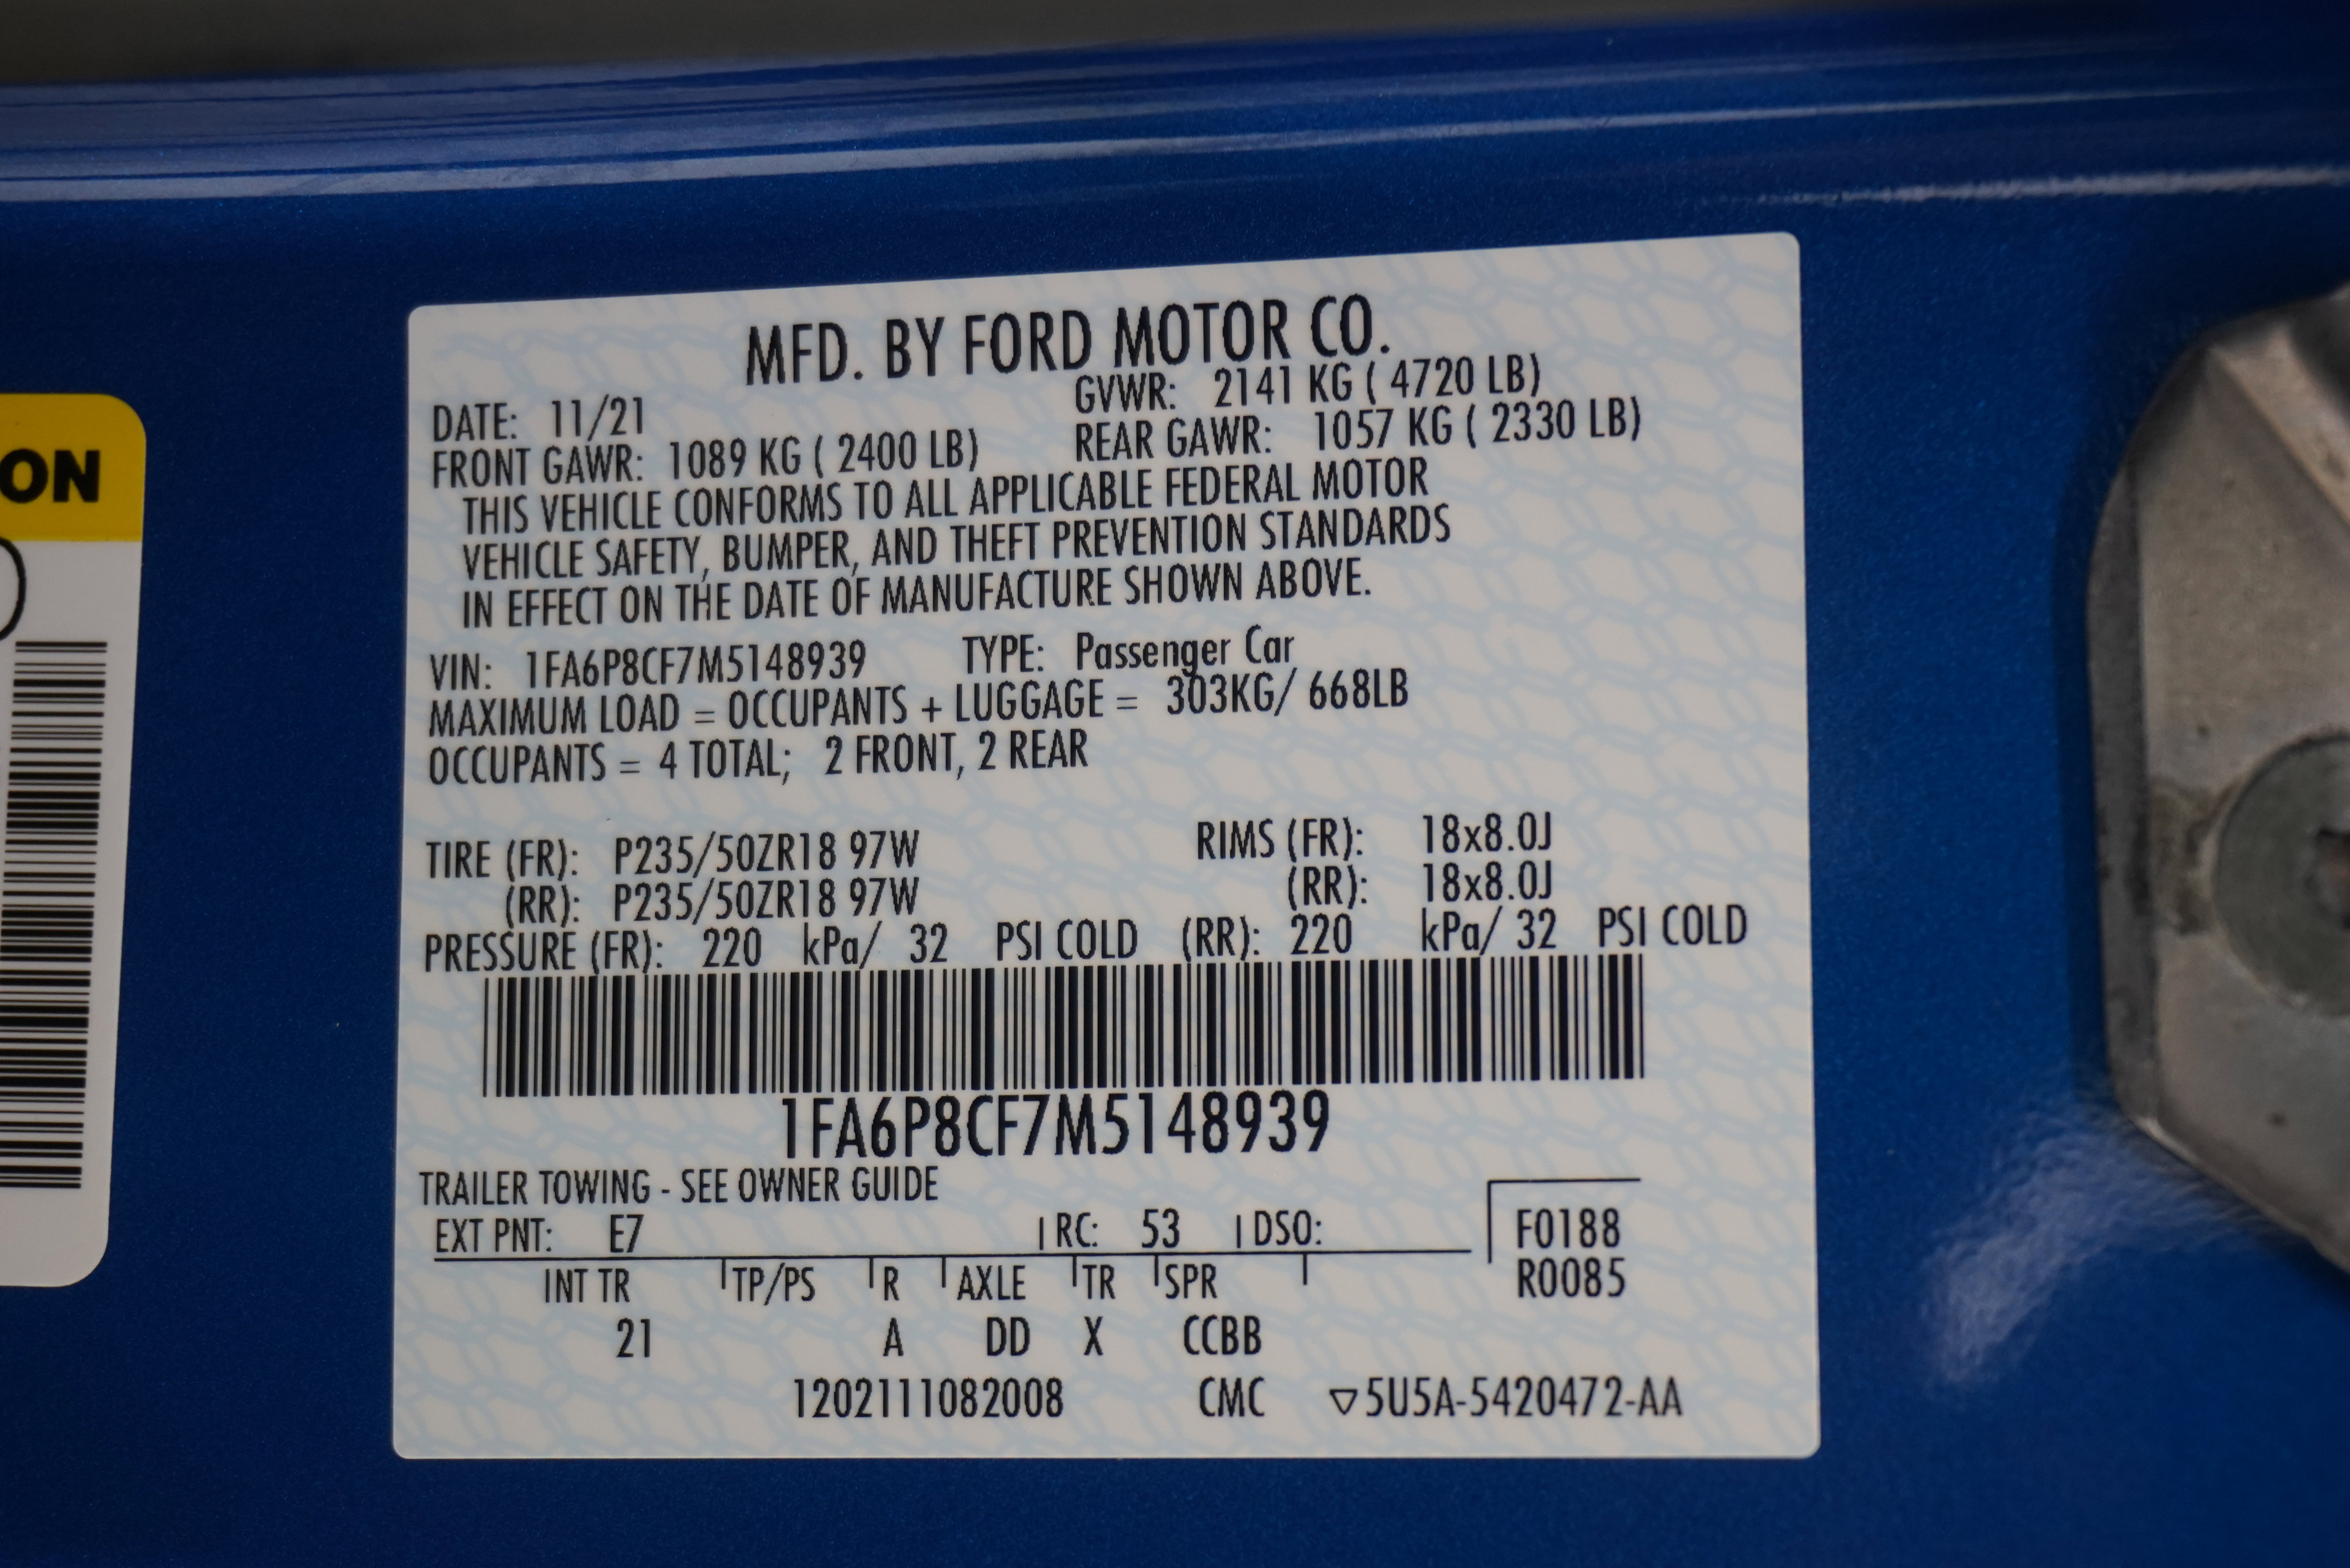 ON
MFD. BY FORD MOTOR CO.
DATE: 11/21 GVWR: 2141 KG ( 4720 LB)
FRONT GAWR: 1089 KG ( 2400 LB) REAR GAWR: 1057 KG ( 2330 LB)
THIS VEHICLE CONFORMS TO ALL APPLICABLE FEDERAL MOTOR
VEHICLE SAFETY, BUMPER, AND THEFT PREVENTION STANDARDS
IN EFFECT ON THE DATE OF MANUFACTURE SHOWN ABOVE.
VIN: 1FA6P8CF7M5148939 TYPE: Passenger Car
MAXIMUM LOAD = OCCUPANTS + LUGGAGE = 303KG/ 668LB
OCCUPANTS = 4 TOTAL; 2 FRONT, 2 REAR
TIRE (FR): P235/50ZR18 97W RIMS (FR): 18x8.0J
(RR): P235/50ZR18 97W (RR): 18x8.0J
PRESSURE (FR): 220 kPa/ 32 PSI COLD (RR): 220 kPa/ 32 PSI COLD
1FA6P8CF7M5148939
TRAILER TOWING - SEE OWNER GUIDE
EXT PNT: E7 RC: 53 DSO: F0188
INT TR TP/PS R AXLE TR SPR R0085
21 A DD X CCBB
1202111082008 CMC ▽5U5A-5420472-AA